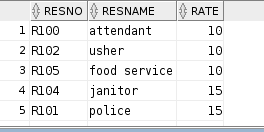 RESNO RESNAME RATE
1 R100 attendant 10
2 R102 usher 10
3 R105 food service 10
4 R104 janitor 15
5 R101 police 15